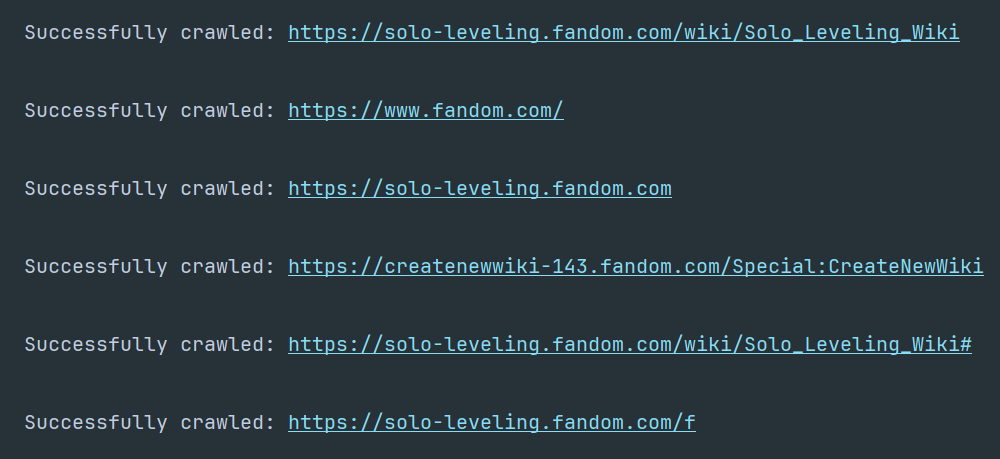 Successfully crawled: https://solo-leveling.fandom.com/wiki/Solo_Leveling_Wiki
Successfully crawled: https://www.fandom.com/
Successfully crawled: https://solo-leveling.fandom.com
Successfully crawled: https://createnewwiki-143.fandom.com/Special:CreateNewWiki
Successfully crawled: https://solo-leveling.fandom.com/wiki/Solo_Leveling_Wiki#
Successfully crawled: https://solo-leveling.fandom.com/f